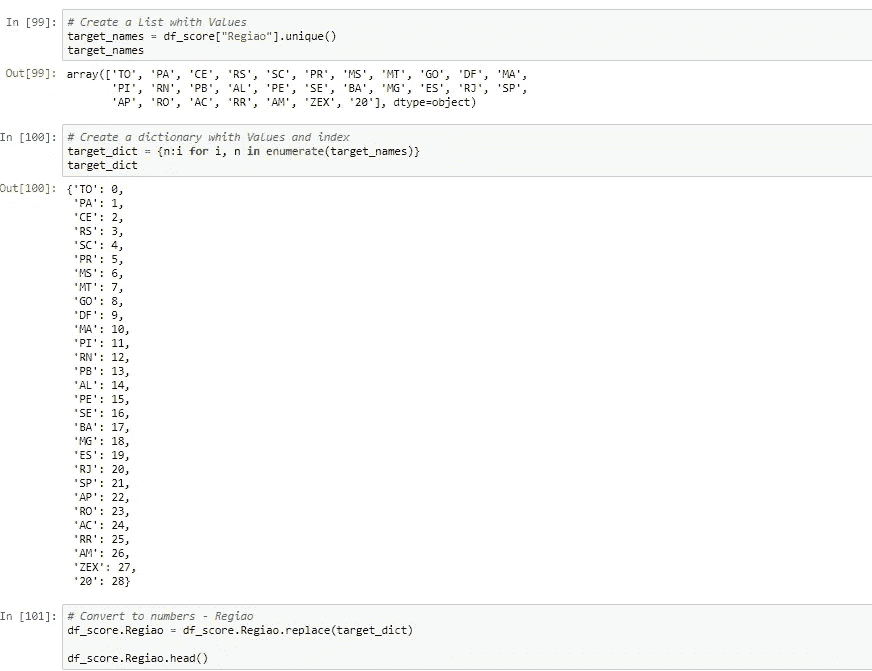 In [99]: # Create a List whith Values
target_names = df_score["Regiao"].unique()
target_names
Out[99]: array(['TO', 'PA', 'CE', 'RS', 'SC', 'PR', 'MS', 'MT', 'GO', 'DF', 'MA',
'PI', 'RN', 'PB', 'AL', 'PE', 'SE', 'BA', 'MG', 'ES', 'RJ', 'SP',
'AP', 'RO', 'AC', 'RR', 'AM', 'ZEX', '20'], dtype=object)
In [100]: # Create a dictionary whith Values and index
target_dict = {n:i for i, n in enumerate(target_names)}
target_dict
Out[100]: {'TO': 0,
'PA': 1,
'CE': 2,
'RS': 3,
'SC': 4,
'PR': 5,
'MS': 6,
'MT': 7,
'GO': 8,
'DF': 9,
'MA': 10,
'PI': 11,
'RN': 12,
'PB': 13,
'AL': 14,
'PE': 15,
'SE': 16,
'BA': 17,
'MG': 18,
'ES': 19,
'RJ': 20,
'SP': 21,
'AP': 22,
'RO': 23,
'AC': 24,
'RR': 25,
'AM': 26,
'ZEX': 27,
'20': 28}
In [101]: # Convert to numbers - Regiao
df_score.Regiao = df_score.Regiao.replace(target_dict)
df_score.Regiao.head()